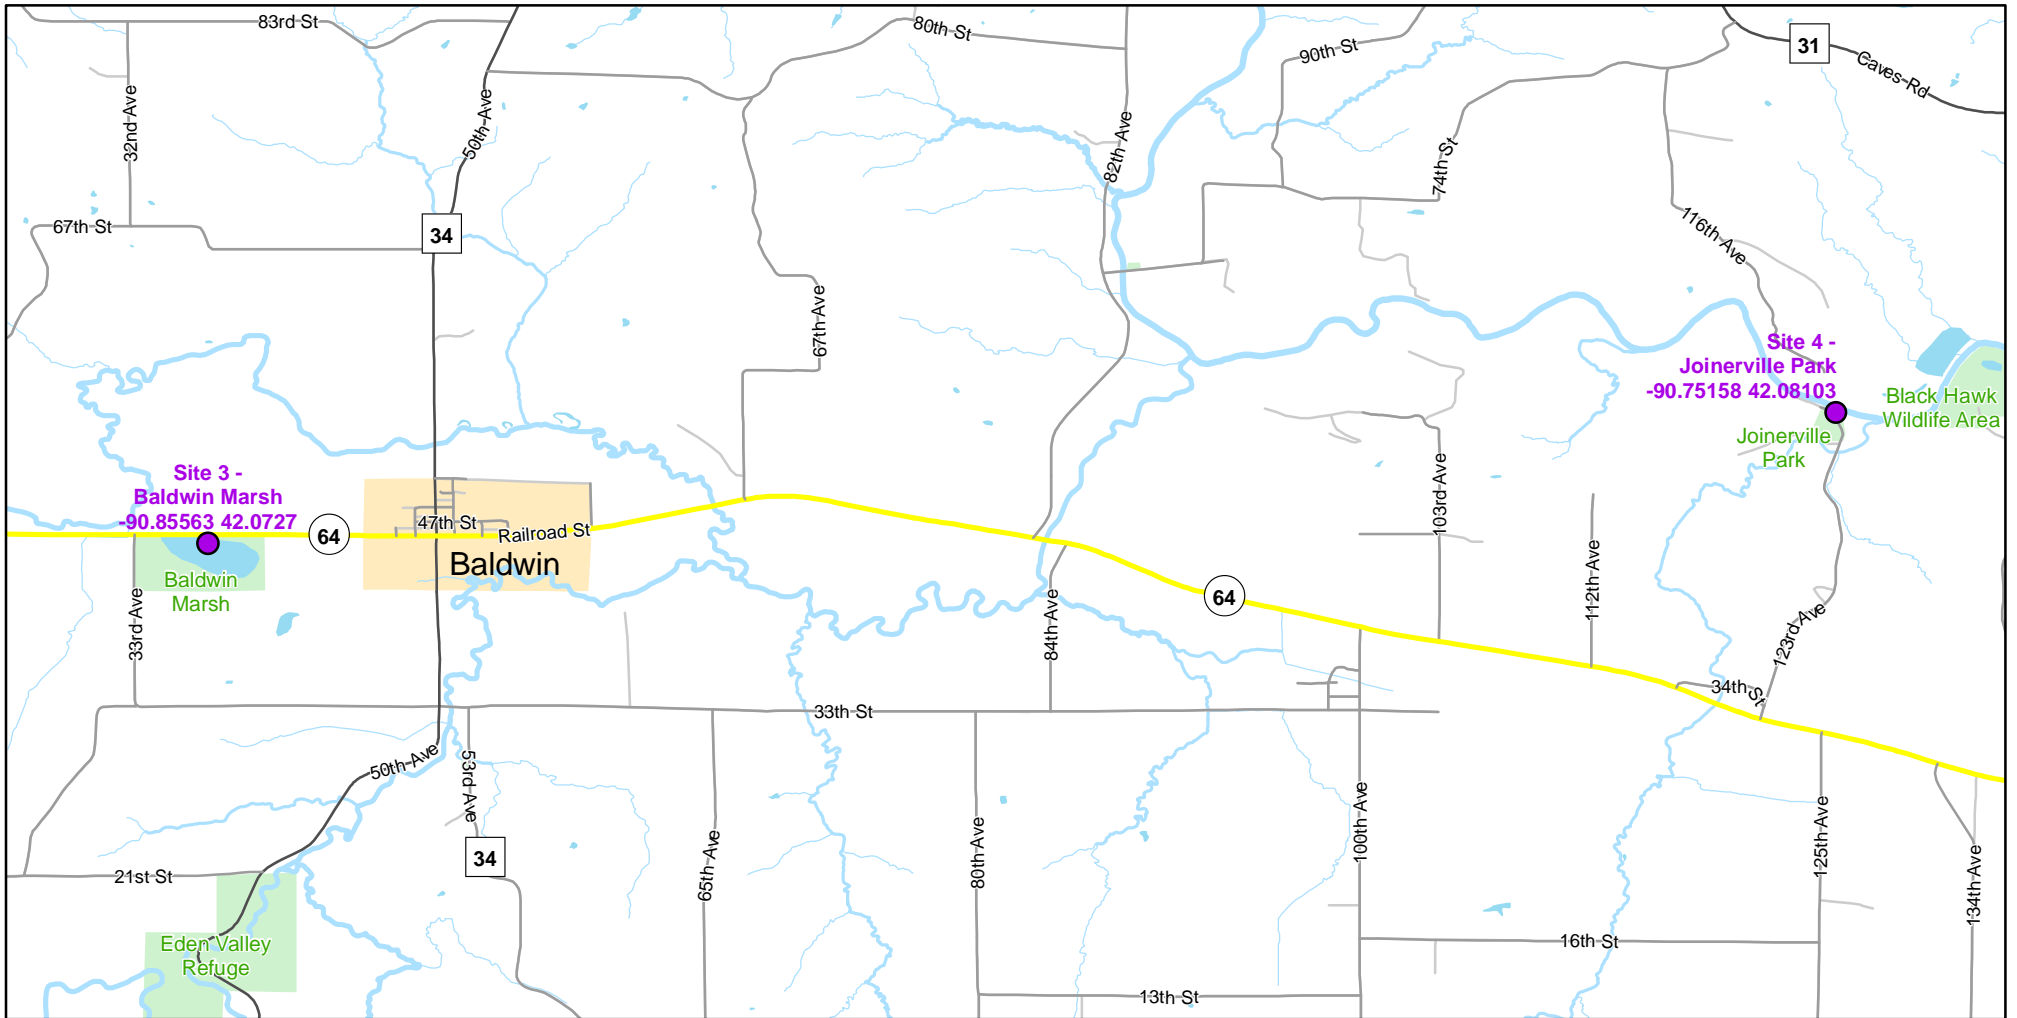 83rd St
80th St
90th St
31
Caves Rd
32nd Ave
50th Ave
82th Ave
74th St
67th St
34
116th Ave
67th Ave
Site 4 -
Joinerville Park
-90.75158 42.08103
Black Hawk
Wildlife Area
Joinerville
Park
Site 3 -
Baldwin Marsh
-90.85563 42.0727
64
47th St
Railroad St
Baldwin
103rd Ave
Baldwin
Marsh
33rd Ave
84th Ave
64
112th Ave
123rd Ave
34th St
33th St
50th Ave
53rd Ave
34
65th Ave
80th Ave
100th Ave
125th Ave
134th Ave
21st St
Eden Valley
Refuge
16th St
13th St